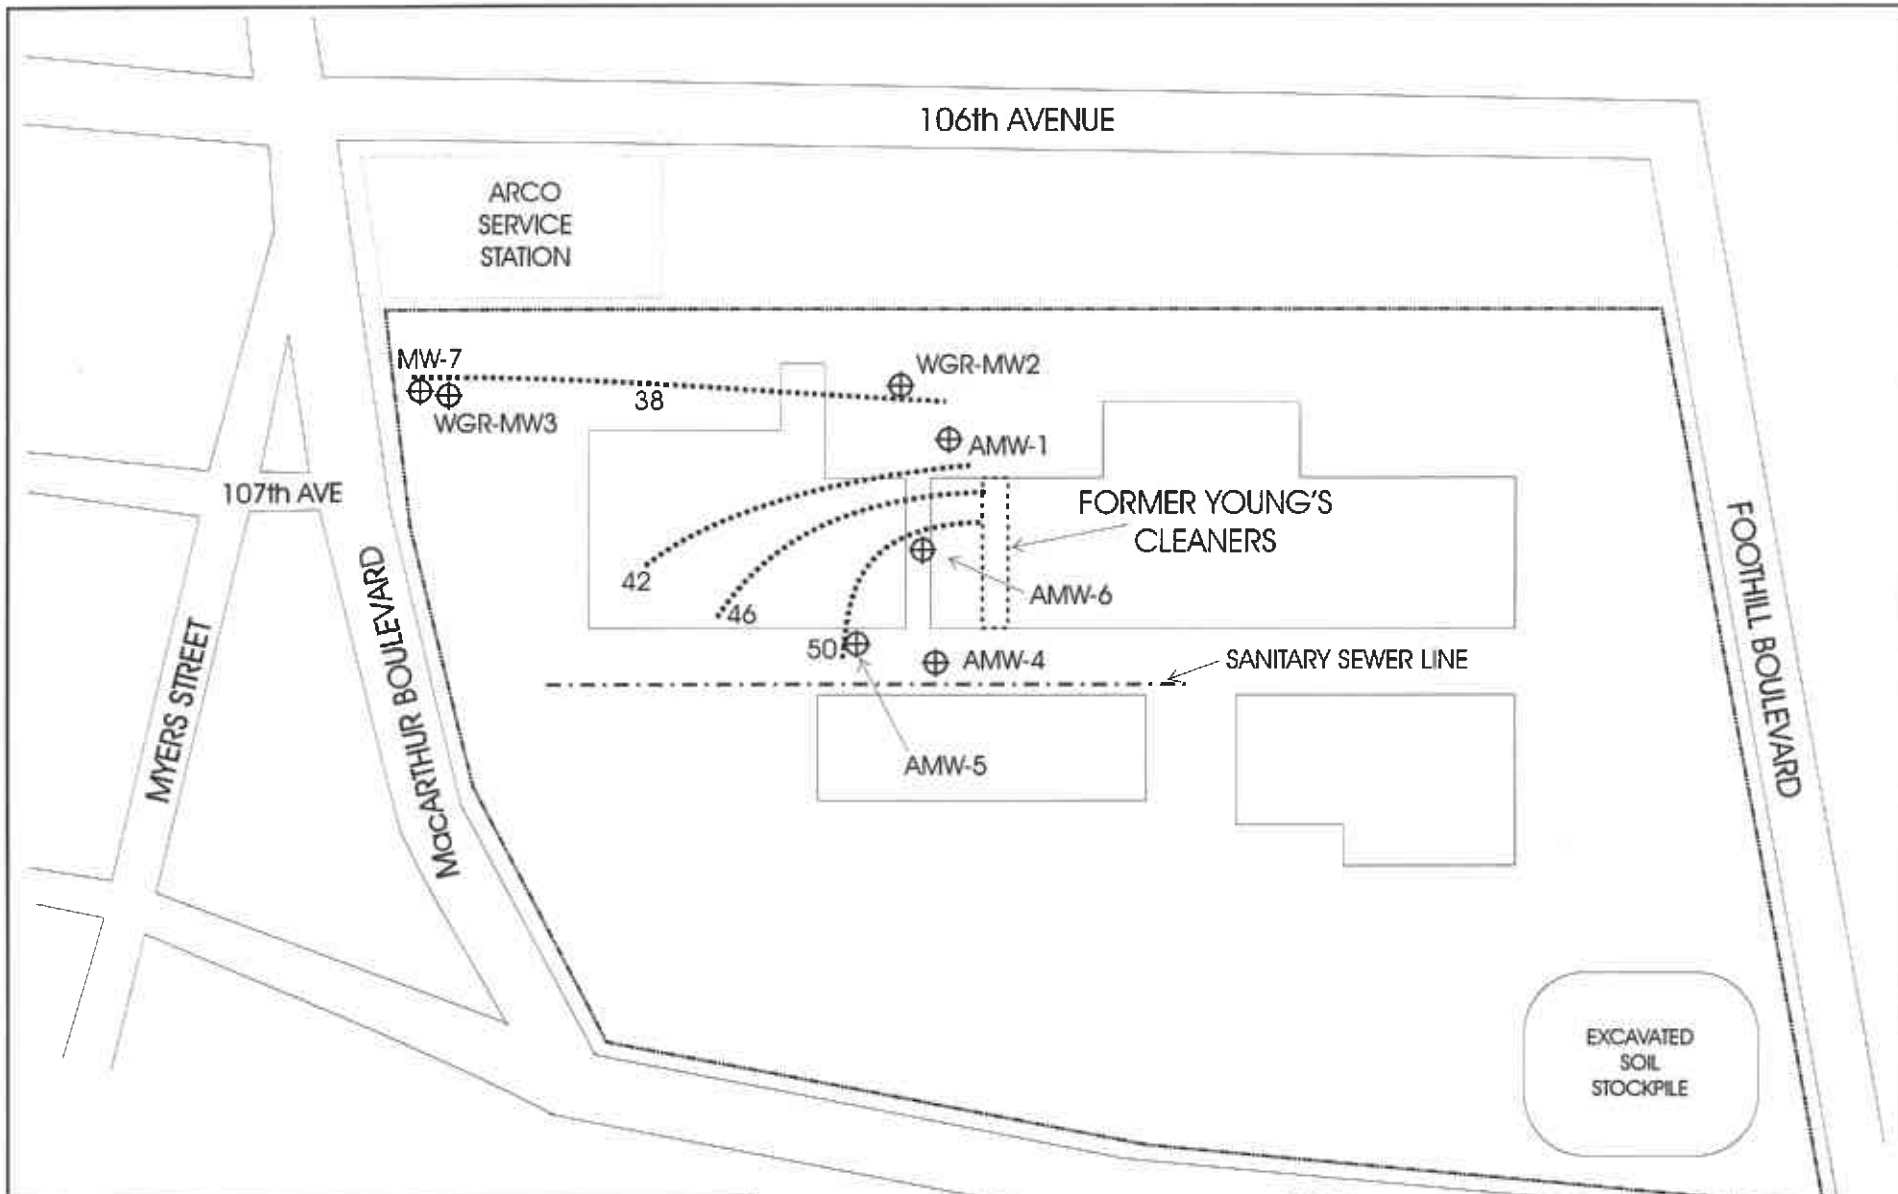 106th AVENUE
ARCO
SERVICE
STATION
MW-7
WGR-MW2
38
WGR-MW3
AMW-1
107th AVE
FORMER YOUNG'S
CLEANERS
FOOTHILL BOULEVARD
42
46
AMW-6
MacARTHUR BOULEVARD
MYERS STREET
50
AMW-4
SANITARY SEWER LINE
AMW-5
EXCAVATED
SOIL
STOCKPILE